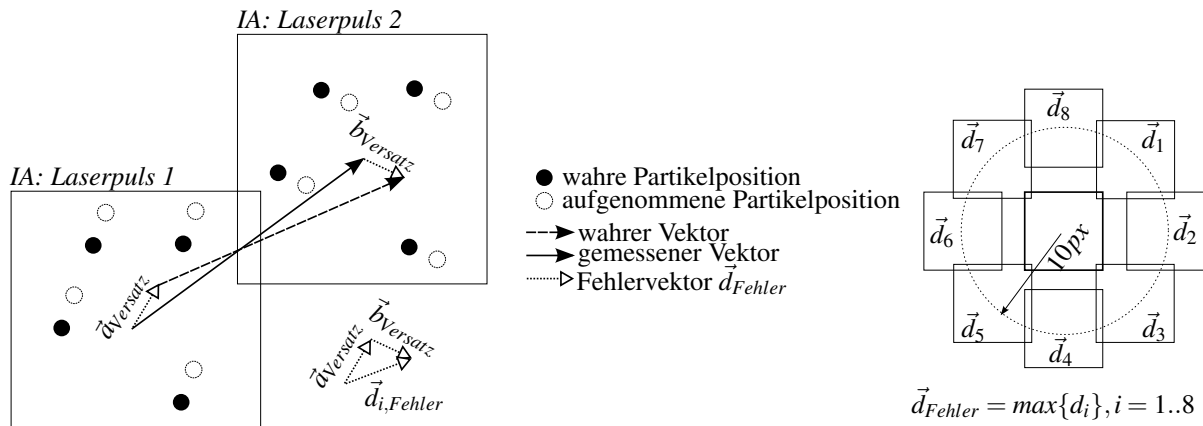 IA: Laserpuls 2
IA: Laserpuls 1
b⃗Versatz
a⃗Versatz
b⃗Versatz
a⃗Versatz
d⃗i,Fehler
wahre Partikelposition
aufgenommene Partikelposition
wahrer Vektor
gemessener Vektor
Fehlervektor d⃗Fehler
d⃗8
d⃗7
d⃗1
d⃗6
d⃗2
10px
d⃗5
d⃗3
d⃗4
d⃗Fehler = max{di}, i = 1..8